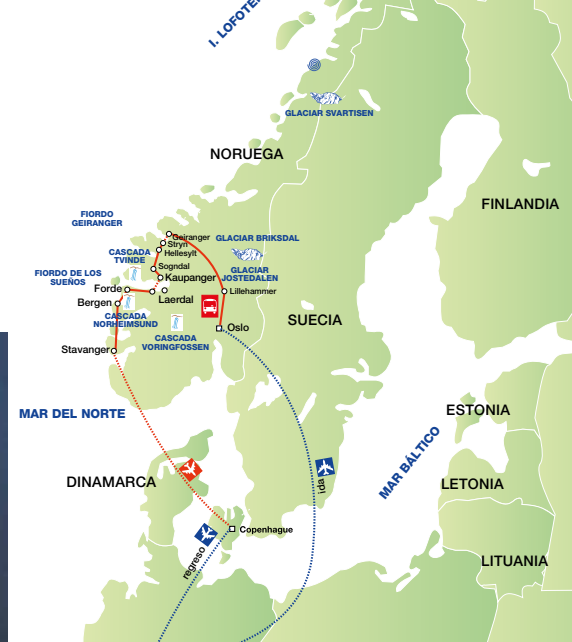 I. LOFOTEN
GLACIAR SVARTISEN
NORUEGA
FINLANDIA
FIORDO
GEIRANGER
Geiranger
Stryn
Hellesylt
GLACIAR BRIKSDAL
CASCADA
TVINDE
Sogndal
GLACIAR
JOSTEDALEN
FIORDO DE LOS
SUEÑOS
Kaupanger
Forde
Laerdal
Lillehammer
Bergen
CASCADA
NORHEIMSUND
Oslo
SUECIA
CASCADA
VORINGFOSSEN
Stavanger
MAR DEL NORTE
ESTONIA
MAR BÁLTICO
DINAMARCA
ida
LETONIA
Copenhague
regreso
LITUANIA